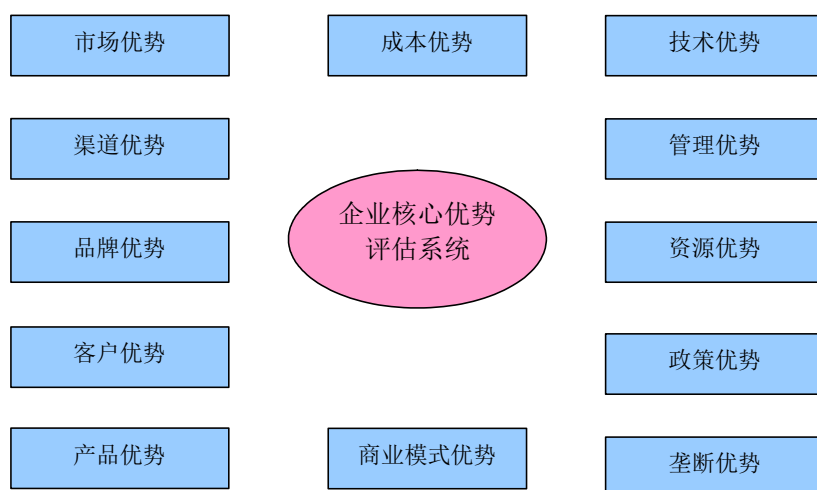 市场优势
成本优势
技术优势
渠道优势
管理优势
企业核心优势
评估系统
品牌优势
资源优势
客户优势
政策优势
产品优势
商业模式优势
垄断优势